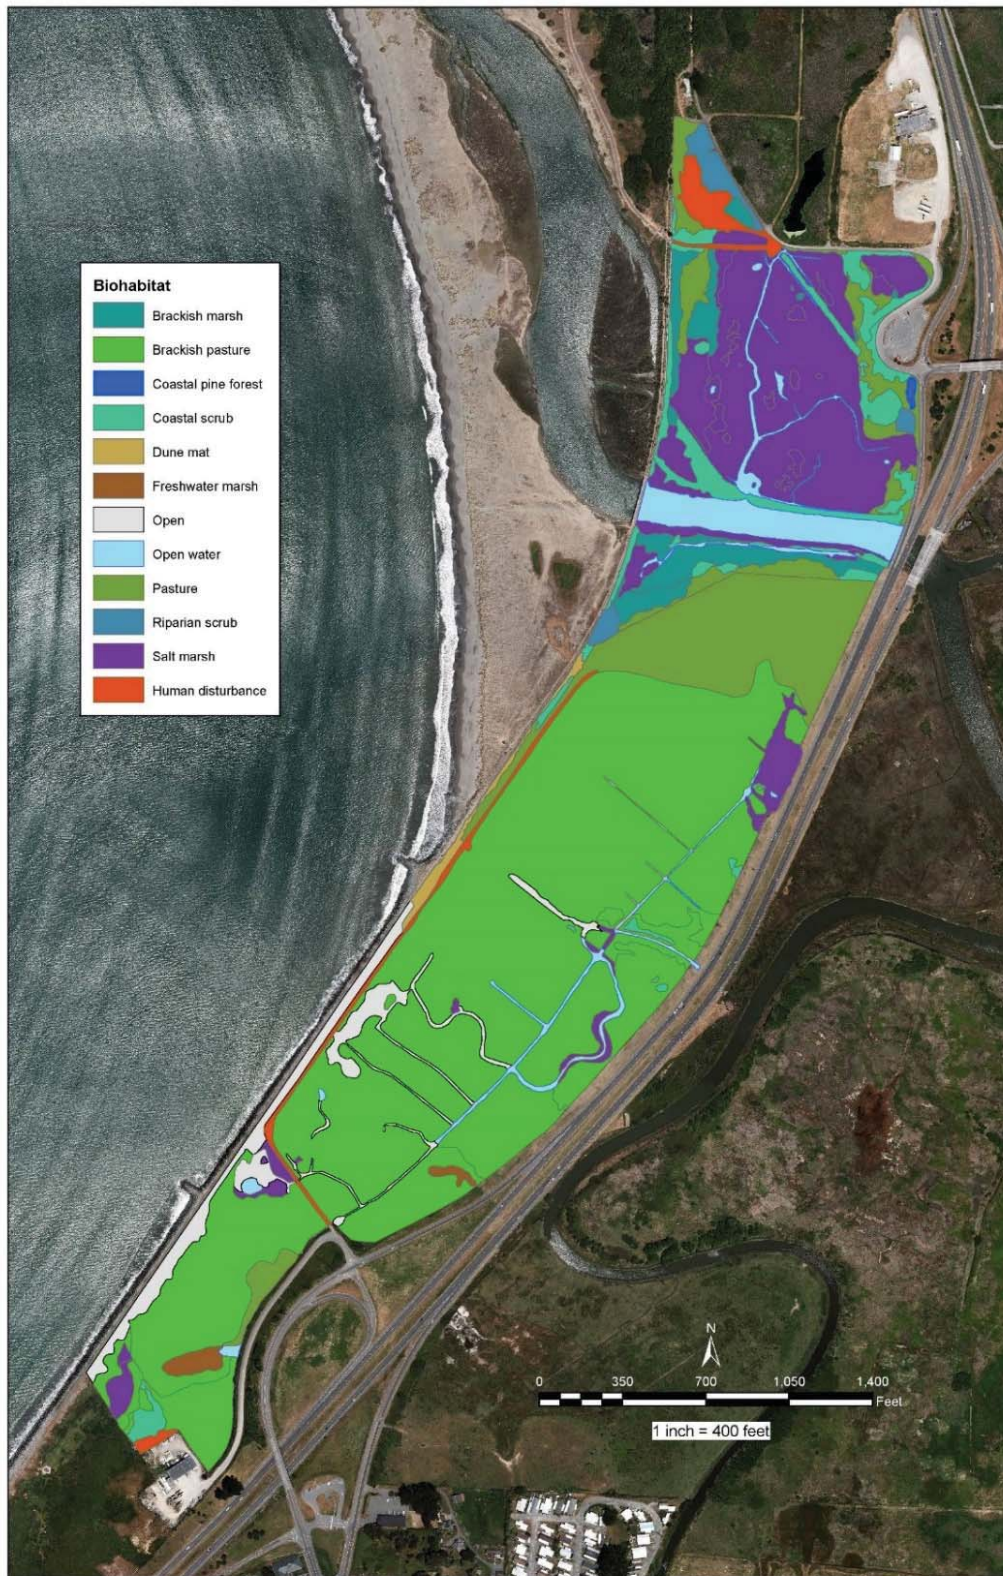 Biohabitat
Brackish marsh
Brackish pasture
Coastal pine forest
Coastal scrub
Dune mat
Freshwater marsh
Open
Open water
Pasture
Riparian scrub
Salt marsh
Human disturbance
N
0 350 700 1,050 1,400
Feet
1 inch = 400 feet